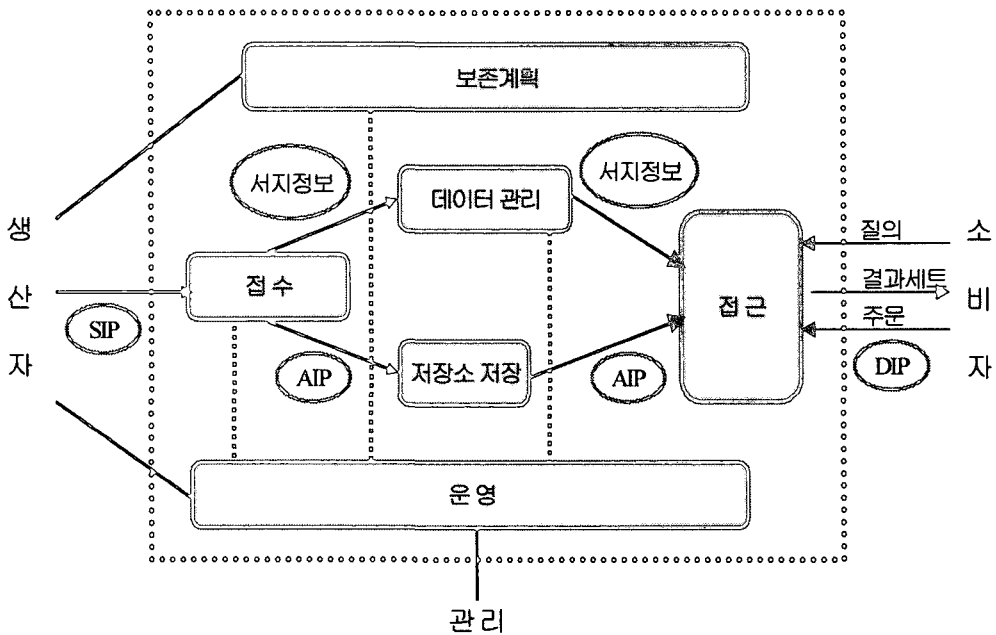 보존계획
서지정보
서지정보
데이터 관리
생
산
자
접 수
SIP
AIP
저장소 저장
AIP
접 근
질의
결과세트
주문
DIP
소
비
자
운 영
관 리